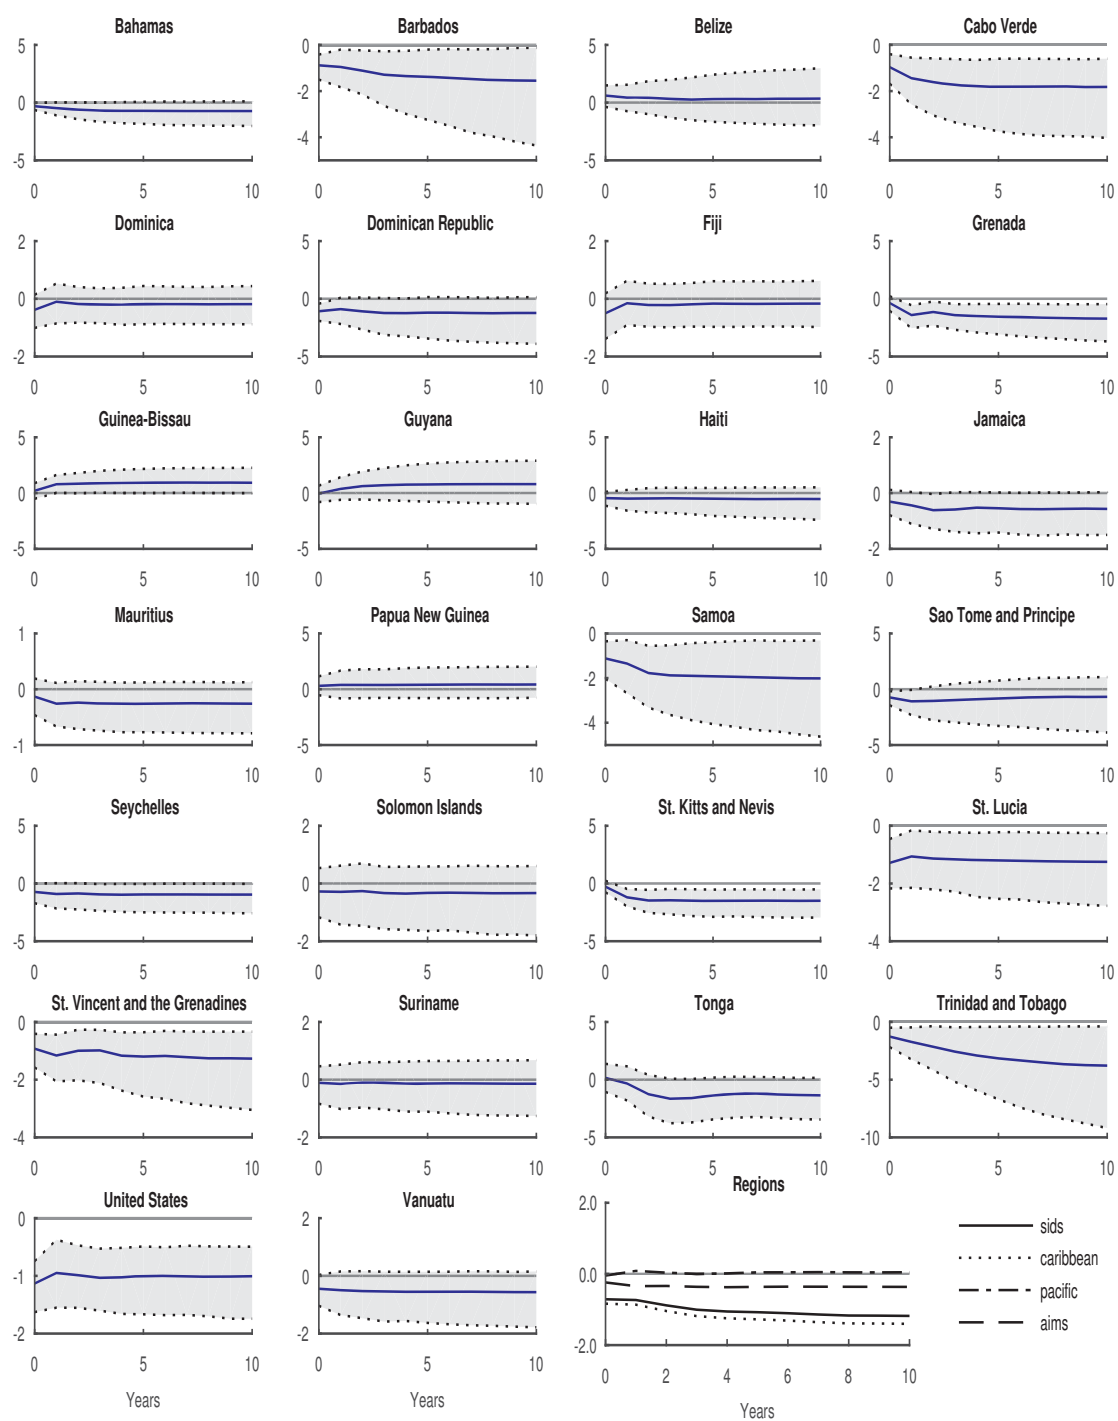 Bahamas Barbados Belize Cabo Verde
5 0 5 0
-2 -2
0 0
-4 -4
-5 -5
0 5 10 0 5 10 0 5 10 0 5 10
Dominica Dominican Republic Fiji Grenada
2 5 2 5
0 0 0 0
-2 -5 -2 -5
0 5 10 0 5 10 0 5 10 0 5 10
Guinea-Bissau Guyana Haiti Jamaica
5 5 5 2
0 0 0 0
-5 -5 -5 -2
0 5 10 0 5 10 0 5 10 0 5 10
Mauritius Papua New Guinea Samoa Sao Tome and Principe
1 5 0 5
-2
0 0 0
-4
-1 -5 -5
0 5 10 0 5 10 0 5 10 0 5 10
Seychelles Solomon Islands St. Kitts and Nevis St. Lucia
5 2 5 0
0 0 0 -2
-5 -2 -5 -4
0 5 10 0 5 10 0 5 10 0 5 10
St. Vincent and the Grenadines Suriname Tonga Trinidad and Tobago
0 2 5 0
-2 0 0 -5
-4 -2 -5 -10
0 5 10 0 5 10 0 5 10 0 5 10
United States Vanuatu Regions
0 2 2.0
sids
caribbean
-1 0 0.0
pacific
aims
-2 -2 -2.0
0 5 10 0 5 10 0 2 4 6 8 10
Years Years Years